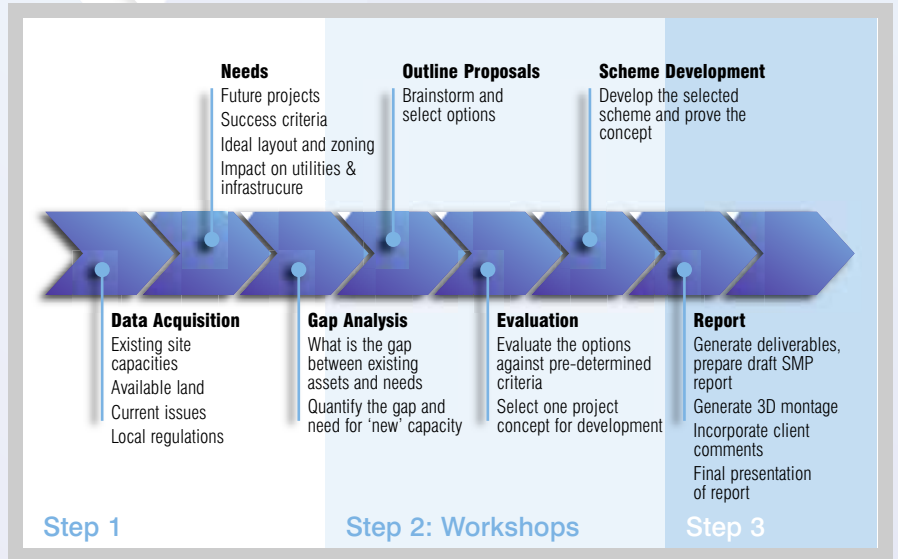 Needs
Future projects
Success criteria
Ideal layout and zoning
Impact on utilities &
infrastrucure
Outline Proposals
Brainstorm and
select options
Scheme Development
Develop the selected
scheme and prove the
concept
Data Acquisition
Existing site
capacities
Available land
Current issues
Local regulations
Gap Analysis
What is the gap
between existing
assets and needs
Quantify the gap and
need for ‘new’ capacity
Evaluation
Evaluate the options
against pre-determined
criteria
Select one project
concept for development
Report
Generate deliverables,
prepare draft SMP
report
Generate 3D montage
Incorporate client
comments
Final presentation
of report
Step 1
Step 2: Workshops
Step 3